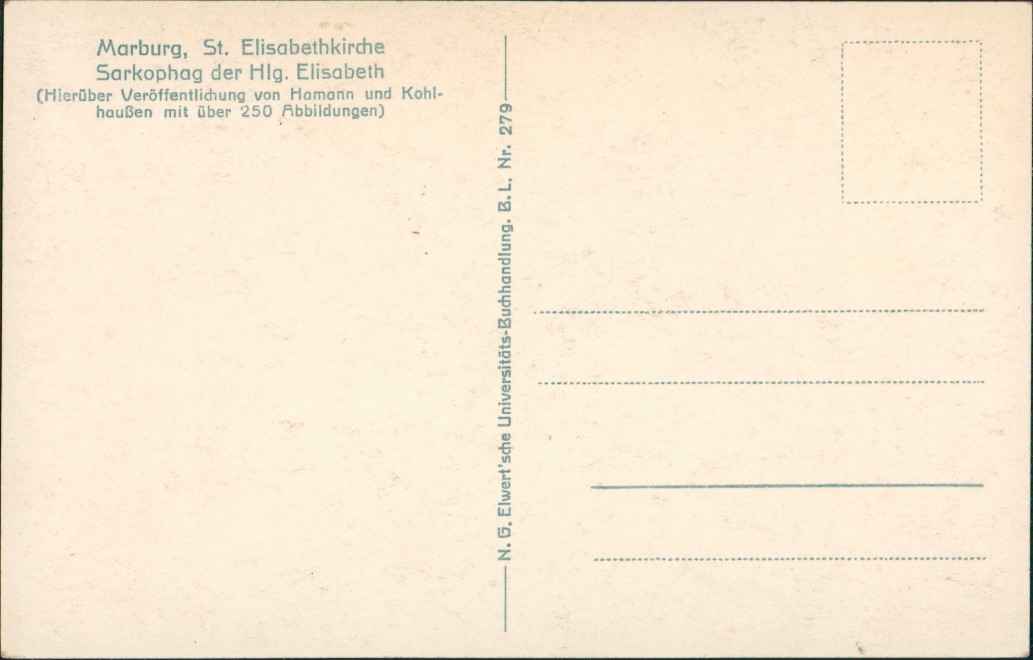 Marburg, St. Elisabethkirche
Sarkophag der Hlg. Elisabeth
(Hierüber Veröffentlichung von Hamann und Kohl-
haußen mit über 250 Abbildungen)
N. G. Elwert'sche Universitäts-Buchhandlung. B. L. Nr. 279